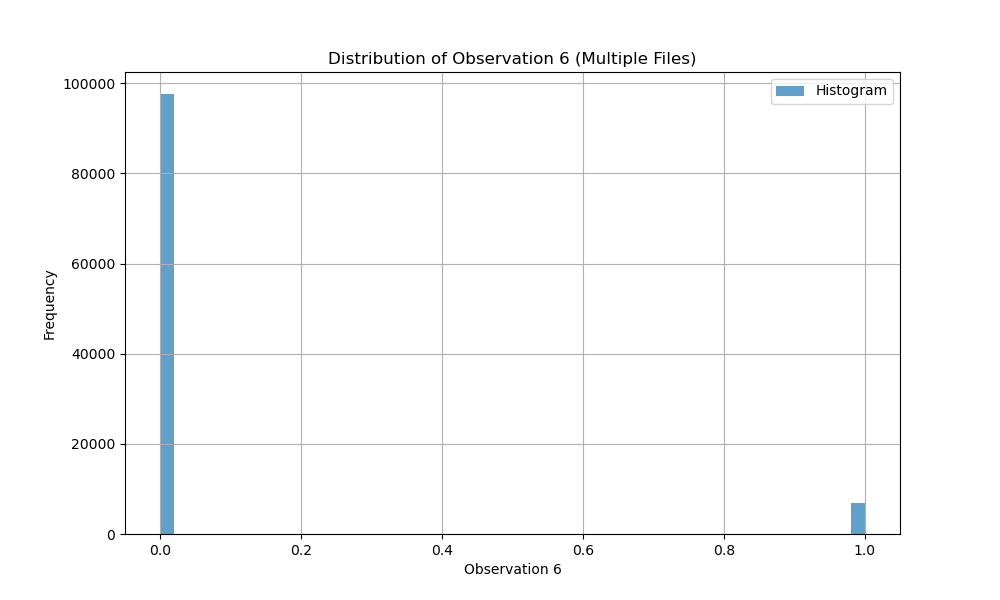 Distribution of Observation 6 (Multiple Files)
Histogram
100000
80000
60000
40000
20000
0
Frequency
0.0 0.2 0.4 0.6 0.8 1.0
Observation 6